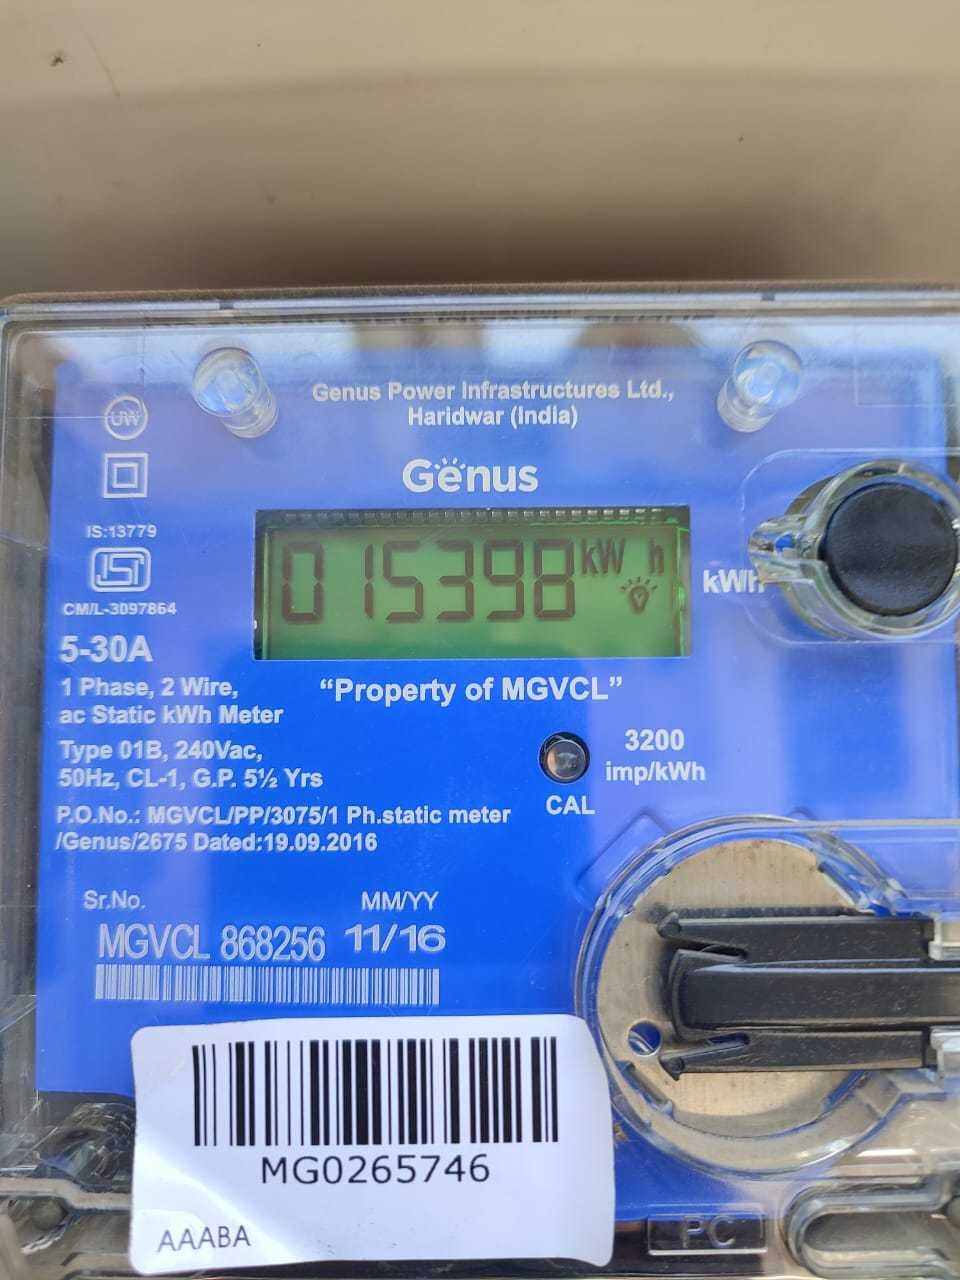 Genus Power Infrastructures Ltd.,
Haridwar (India)
UW
Genus
IS:13779
ISI
CM/L-3097864
015398 kW h
kWh
5-30A
1 Phase, 2 Wire,
ac Static kWh Meter
Type 01B, 240Vac,
50Hz, CL-1, G.P. 5½ Yrs
"Property of MGVCL"
3200
imp/kWh
CAL
P.O.No.: MGVCL/PP/3075/1 Ph.static meter
/Genus/2675 Dated:19.09.2016
Sr.No. MM/YY
MGVCL 868256 11/16
MG0265746
AAABA
PC